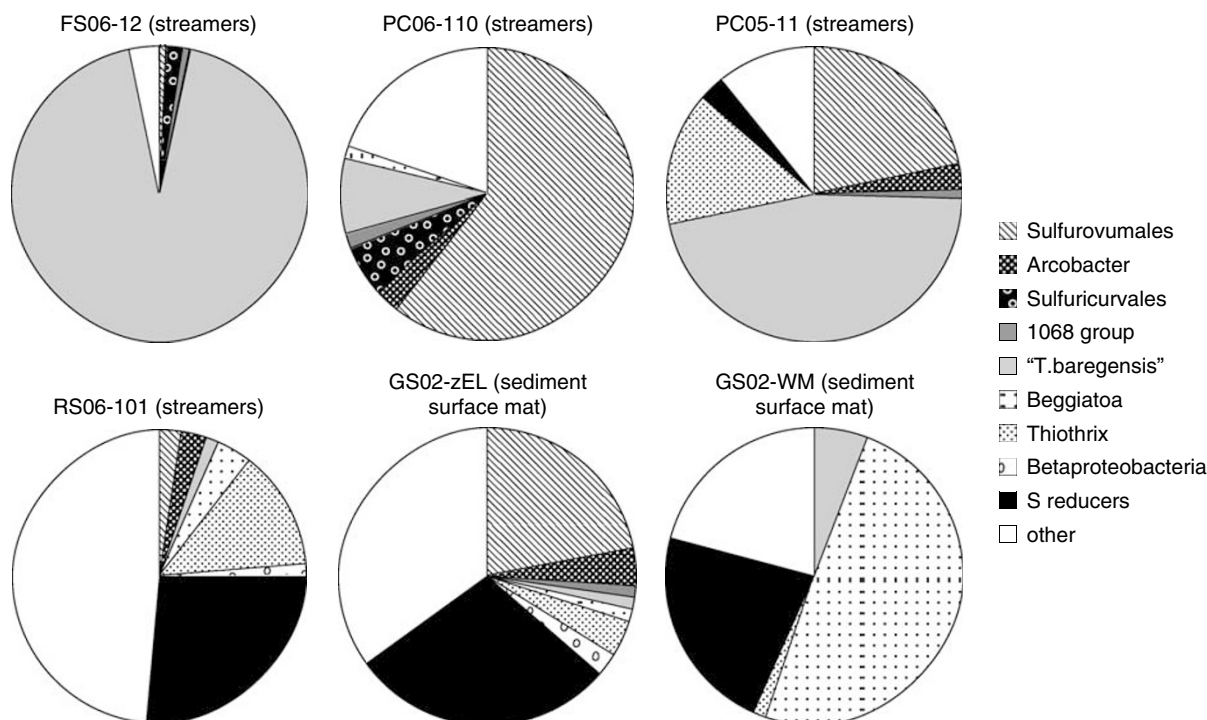 FS06-12 (streamers)
PC06-110 (streamers)
PC05-11 (streamers)
RS06-101 (streamers)
GS02-zEL (sediment
surface mat)
GS02-WM (sediment
surface mat)
Sulfurovumales
Arcobacter
Sulfuricurvales
1068 group
“T.baregensis”
Beggiatoa
Thiothrix
Betaproteobacteria
S reducers
other